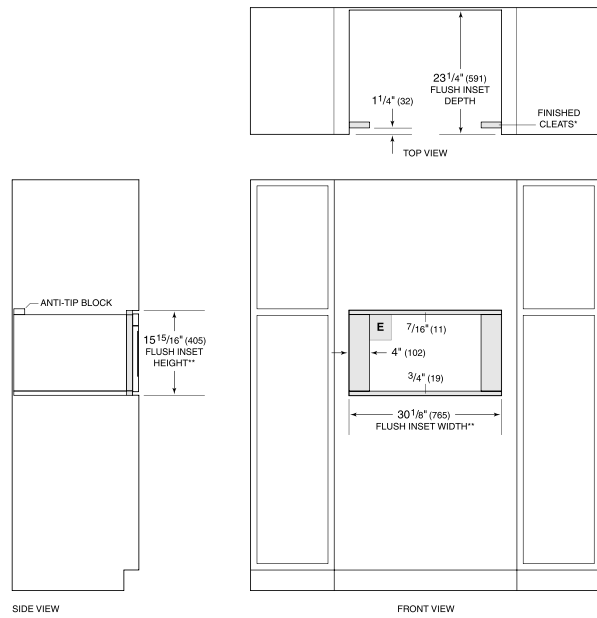 23 1/4" (591)
FLUSH INSET
DEPTH
1 1/4" (32)
FINISHED
CLEATS*
TOP VIEW
ANTI-TIP BLOCK
15 15/16" (405)
FLUSH INSET
HEIGHT**
E
7/16" (11)
4" (102)
3/4" (19)
30 1/8" (765)
FLUSH INSET WIDTH**
SIDE VIEW
FRONT VIEW